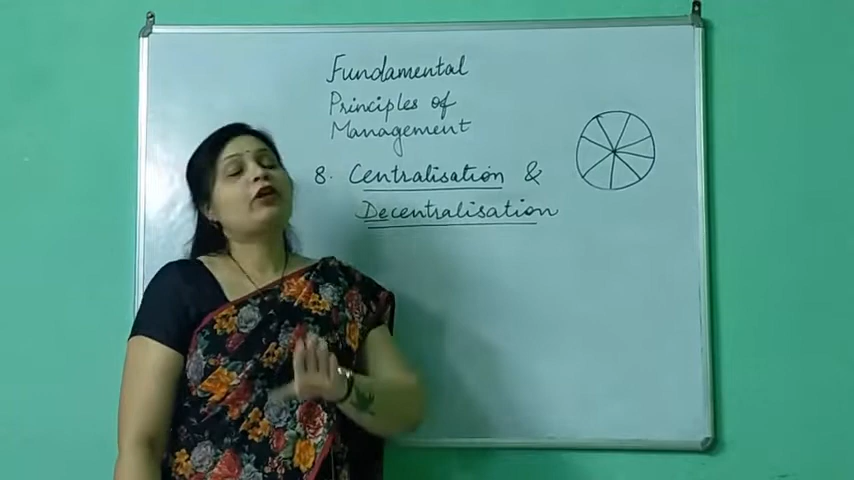 Fundamental
Principles of
Management
8. Centralisation &
Decentralisation